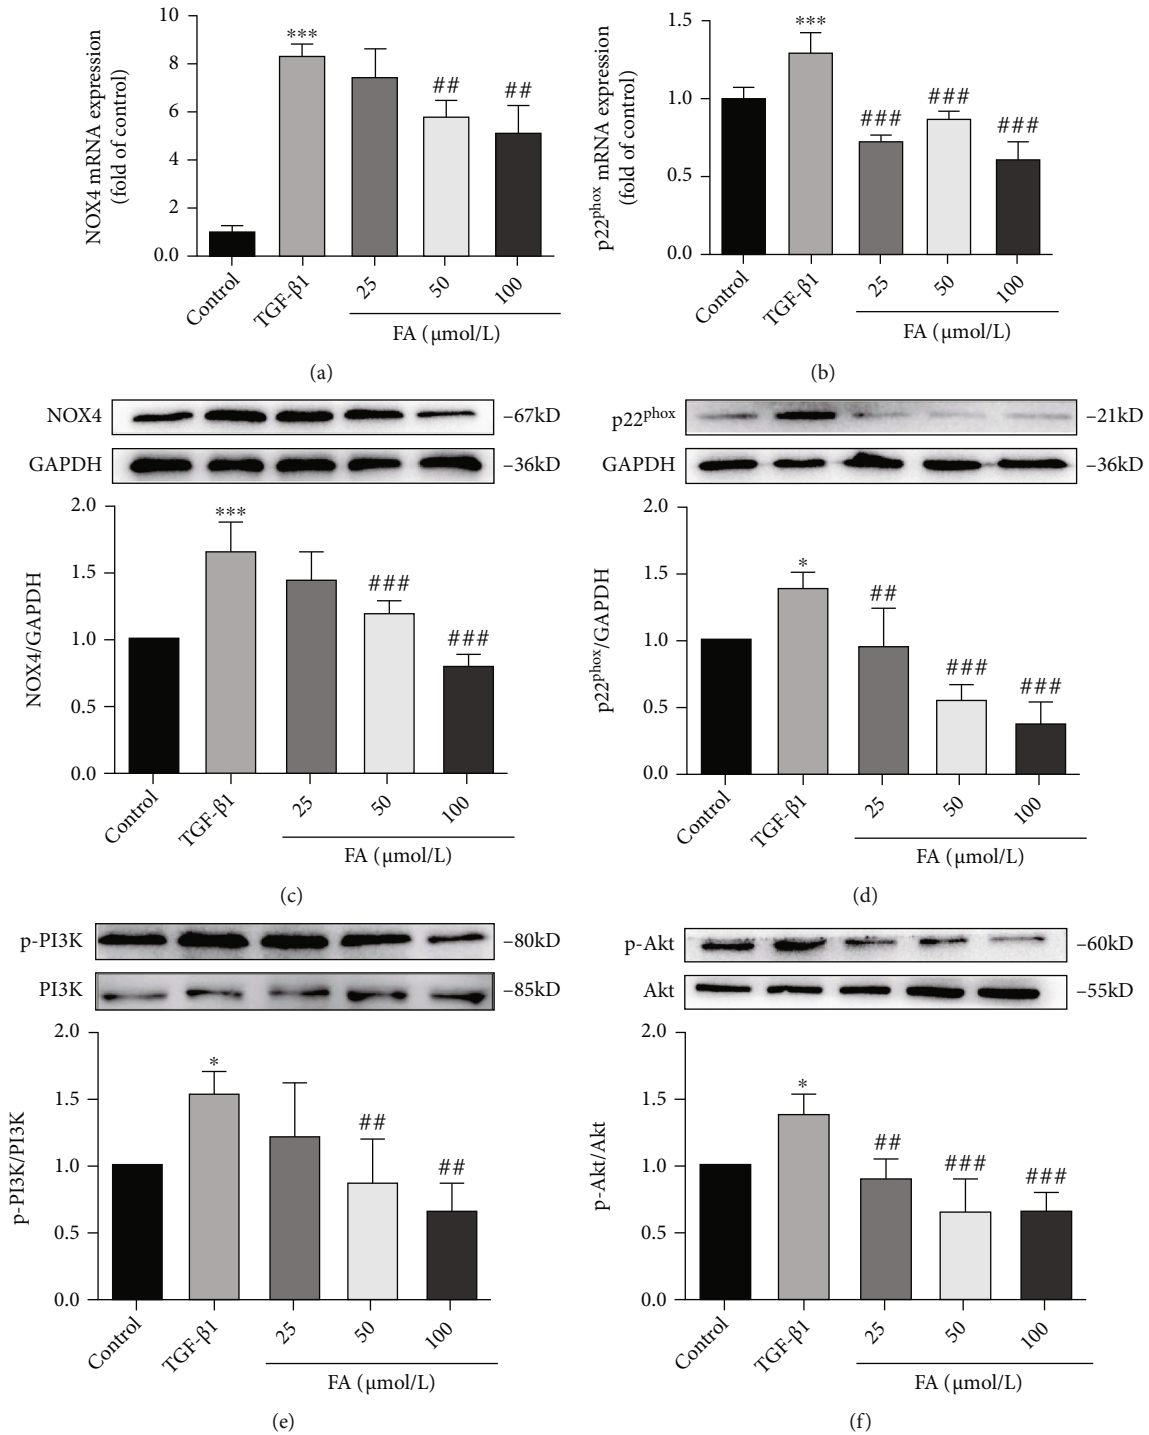 NOX4 mRNA expression
(fold of control)
10
8
6
4
2
0.0
***
##
##
Control
TGF-β1
25
50
100
FA (μmol/L)
(a)
p22phox mRNA expression
(fold of control)
1.5
1.0
0.5
0.0
***
###
###
###
Control
TGF-β1
25
50
100
FA (μmol/L)
(b)
NOX4
–67kD
GAPDH
–36kD
NOX4/GAPDH
2.0
1.5
1.0
0.5
0.0
***
###
###
Control
TGF-β1
25
50
100
FA (μmol/L)
(c)
p22phox
–21kD
GAPDH
–36kD
p22phox/GAPDH
2.0
1.5
1.0
0.5
0.0
*
##
###
###
Control
TGF-β1
25
50
100
FA (μmol/L)
(d)
p-PI3K
–80kD
PI3K
–85kD
p-PI3K/PI3K
2.0
1.5
1.0
0.5
0.0
*
##
##
Control
TGF-β1
25
50
100
FA (μmol/L)
(e)
p-Akt
–60kD
Akt
–55kD
p-Akt/Akt
2.0
1.5
1.0
0.5
0.0
*
##
###
###
Control
TGF-β1
25
50
100
FA (μmol/L)
(f)